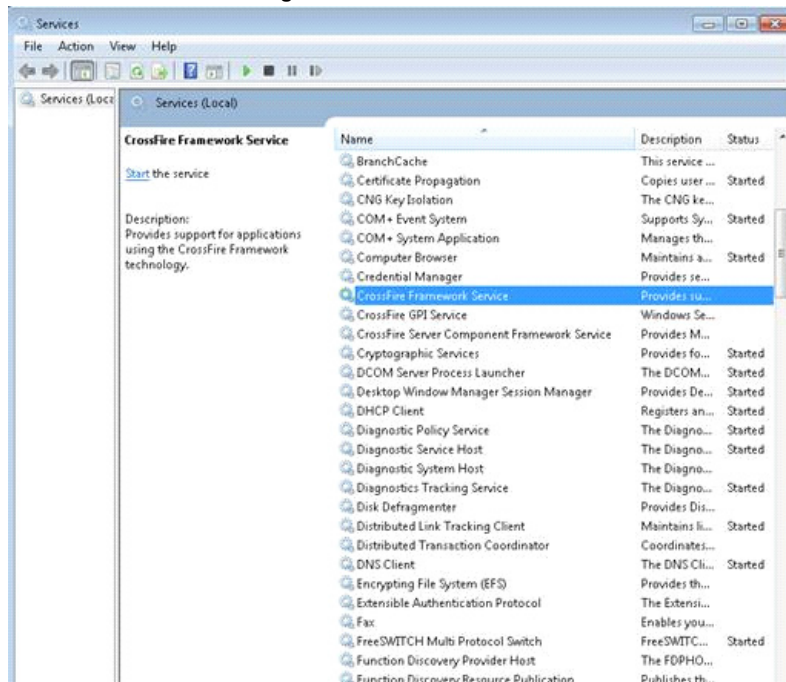 Services
File Action View Help
Services (Loca
Services (Local)
CrossFire Framework Service
Start the service
Description:
Provides support for applications
using the CrossFire Framework
technology.
Name Description Status
BranchCache This service ...
Certificate Propagation Copies user ... Started
CNG Key Isolation The CNG ke...
COM+ Event System Supports Sy... Started
COM+ System Application Manages th...
Computer Browser Maintains a... Started
Credential Manager Provides se...
CrossFire Framework Service Provides su...
CrossFire GPI Service Windows Se...
CrossFire Server Component Framework Service Provides M...
Cryptographic Services Provides fo... Started
DCOM Server Process Launcher The DCOM... Started
Desktop Window Manager Session Manager Provides De... Started
DHCP Client Registers an... Started
Diagnostic Policy Service The Diagno... Started
Diagnostic Service Host The Diagno... Started
Diagnostic System Host The Diagno...
Diagnostics Tracking Service The Diagno... Started
Disk Defragmenter Provides Dis...
Distributed Link Tracking Client Maintains li... Started
Distributed Transaction Coordinator Coordinates...
DNS Client The DNS Cli... Started
Encrypting File System (EFS) Provides th...
Extensible Authentication Protocol The Extensi...
Fax Enables you...
FreeSWITCH Multi Protocol Switch FreeSWITC... Started
Function Discovery Provider Host The FDPHO...
Function Discovery Resource Publication Publishes th...